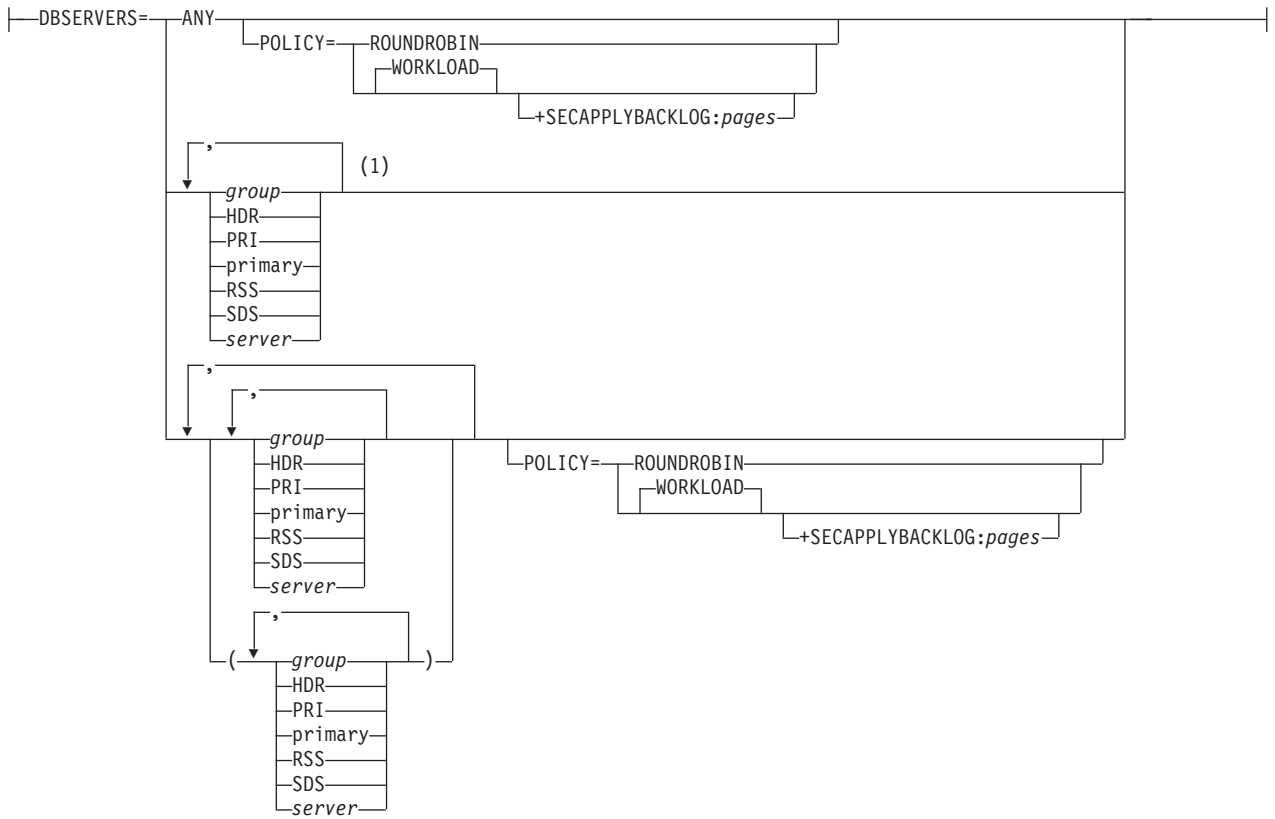 DBSERVERS= ANY
POLICY= ROUNDROBIN
WORKLOAD
+SECAPPLYBACKLOG:pages
,
(1)
group
HDR
PRI
primary
RSS
SDS
server
,
,
group
HDR
PRI
primary
RSS
SDS
server
POLICY= ROUNDROBIN
WORKLOAD
+SECAPPLYBACKLOG:pages
,
( group )
HDR
PRI
primary
RSS
SDS
server